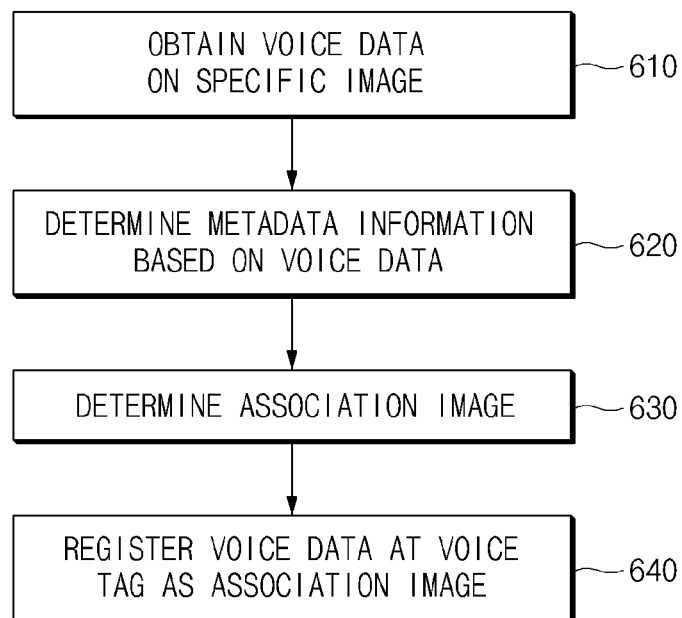 OBTAIN VOICE DATA
ON SPECIFIC IMAGE
610
DETERMINE METADATA INFORMATION
BASED ON VOICE DATA
620
DETERMINE ASSOCIATION IMAGE
630
REGISTER VOICE DATA AT VOICE
TAG AS ASSOCIATION IMAGE
640